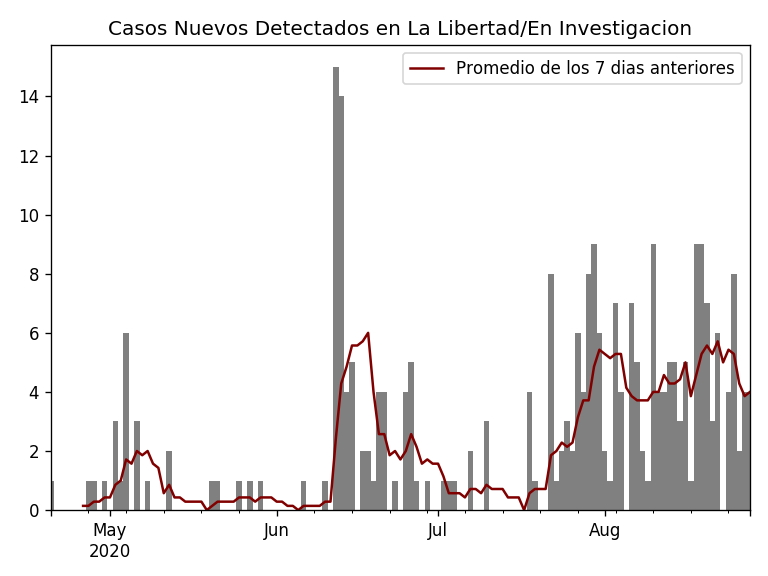 Casos Nuevos Detectados en La Libertad/En Investigacion
Promedio de los 7 dias anteriores
14
12
10
8
6
4
2
0
May
2020
Jun
Jul
Aug